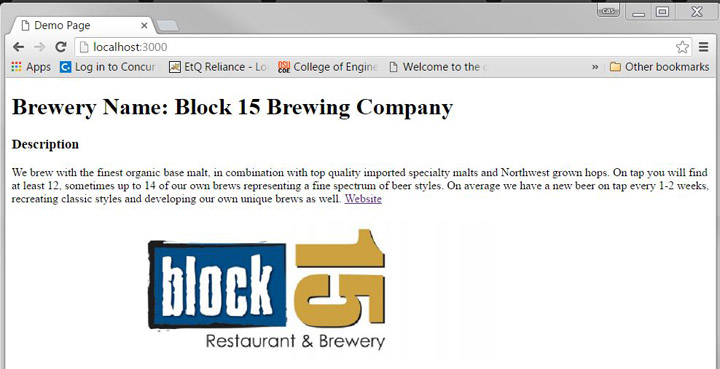 cas
Demo Page
localhost:3000
Apps Log in to Concur EtQ Reliance - Lo OSU COE College of Engine Welcome to the » Other bookmarks
Brewery Name: Block 15 Brewing Company
Description
We brew with the finest organic base malt, in combination with top quality imported specialty malts and Northwest grown hops. On tap you will find
at least 12, sometimes up to 14 of our own brews representing a fine spectrum of beer styles. On average we have a new beer on tap every 1-2 weeks,
recreating classic styles and developing our own unique brews as well. Website
block 15
Restaurant & Brewery